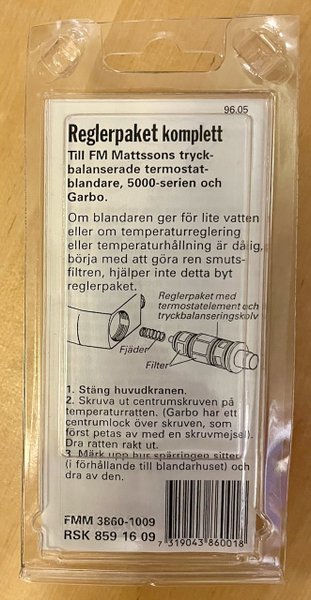 96.05
Reglerpaket komplett
Till FM Mattssons tryck-
balanserade termostat-
blandare, 5000-serien och
Garbo.
Om blandaren ger för lite vatten
eller om temperaturreglering
eller temperaturhållning är dålig,
börja med att göra ren smuts-
filtren, hjälper inte detta byt
reglerpaket.
Reglerpaket med
termostatelement och
tryckbalanseringskolv
Fjäder
Filter
1. Stäng huvudkranen.
2. Skruva ut centrumskruven på
temperaturratten. (Garbo har ett
centrumlock över skruven, som
först petas av med en skruvmejsel).
Dra ratten rakt ut.
3. Märk upp hur spärringen sitter
(i förhållande till blandarhuset) och
dra av den.
FMM 3860-1009
RSK 859 16 09
7 319043 860018